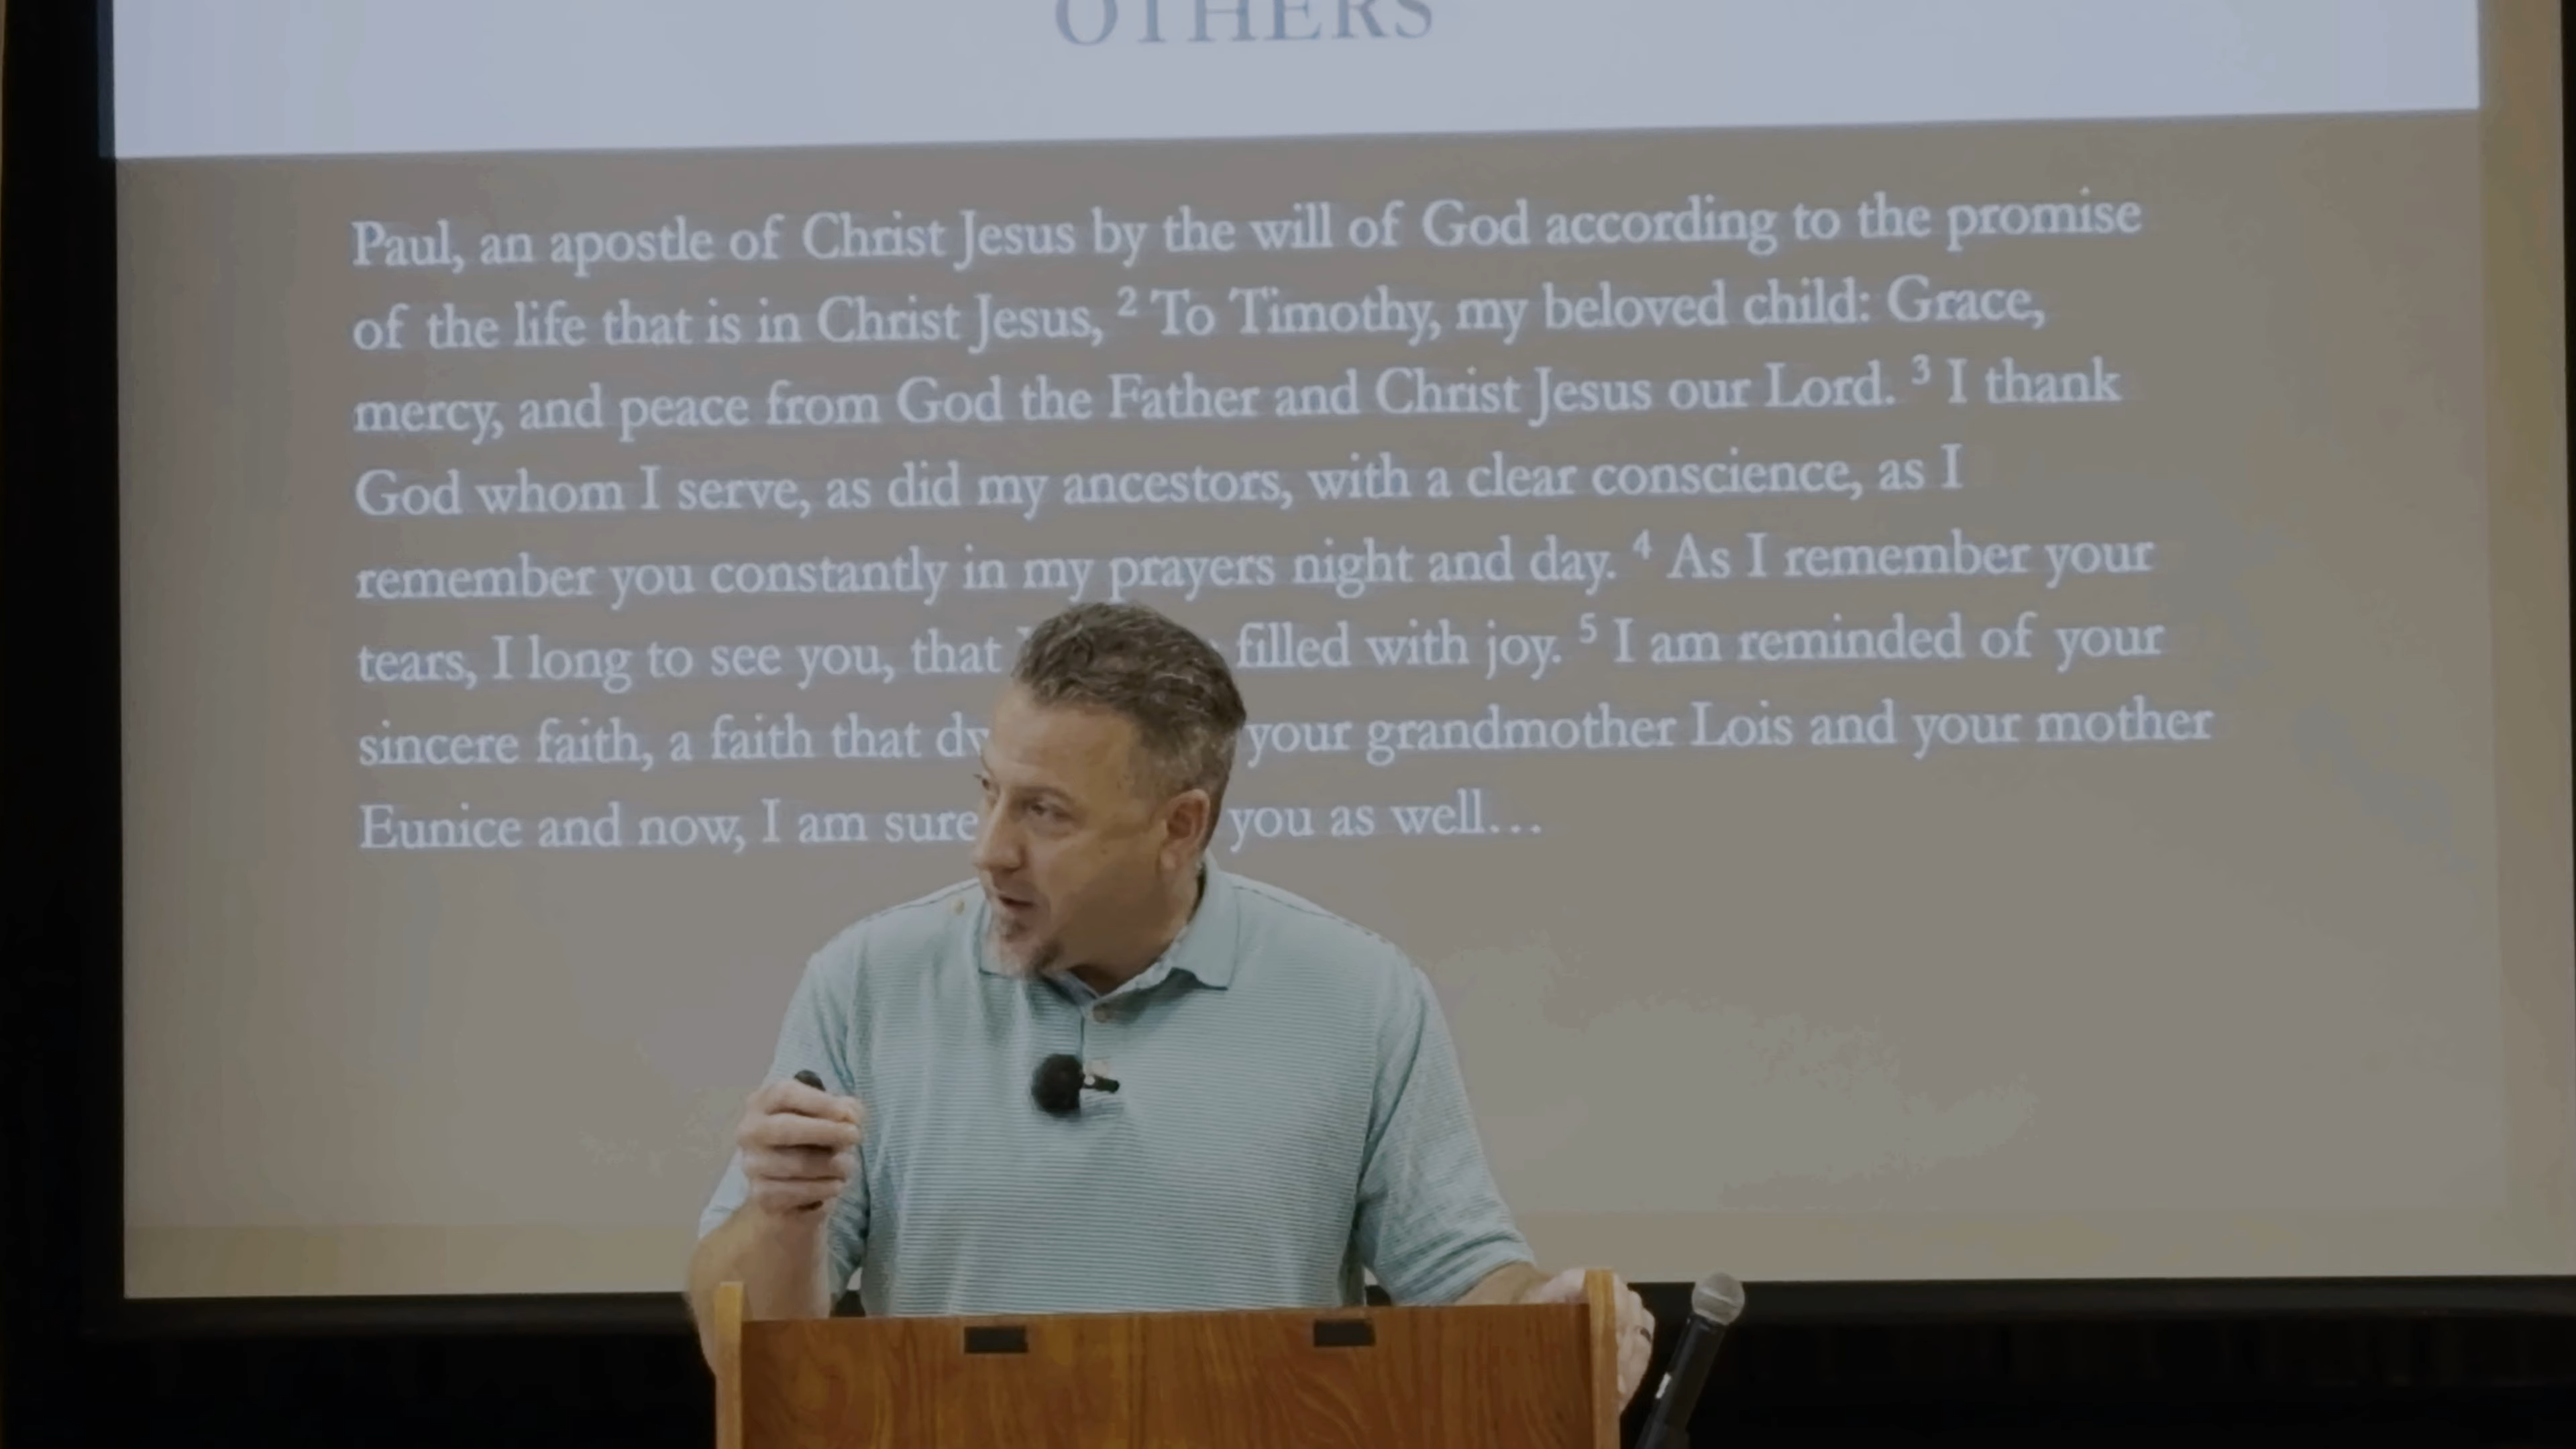 OTHERS
Paul, an apostle of Christ Jesus by the will of God according to the promise
of the life that is in Christ Jesus, ² To Timothy, my beloved child: Grace,
mercy, and peace from God the Father and Christ Jesus our Lord. ³ I thank
God whom I serve, as did my ancestors, with a clear conscience, as I
remember you constantly in my prayers night and day. ⁴ As I remember your
tears, I long to see you, that filled with joy. ⁵ I am reminded of your
sincere faith, a faith that your grandmother Lois and your mother
Eunice and now, I am sure you as well…